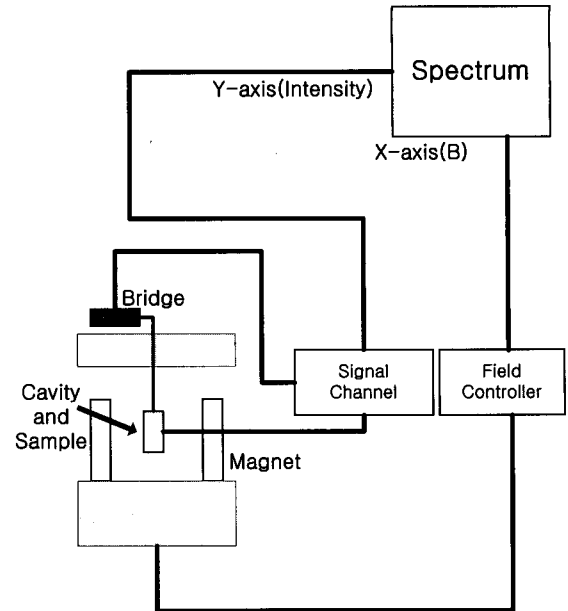 Spectrum
Y-axis(Intensity)
X-axis(B)
Bridge
Signal
Channel
Field
Controller
Cavity
and
Sample
Magnet